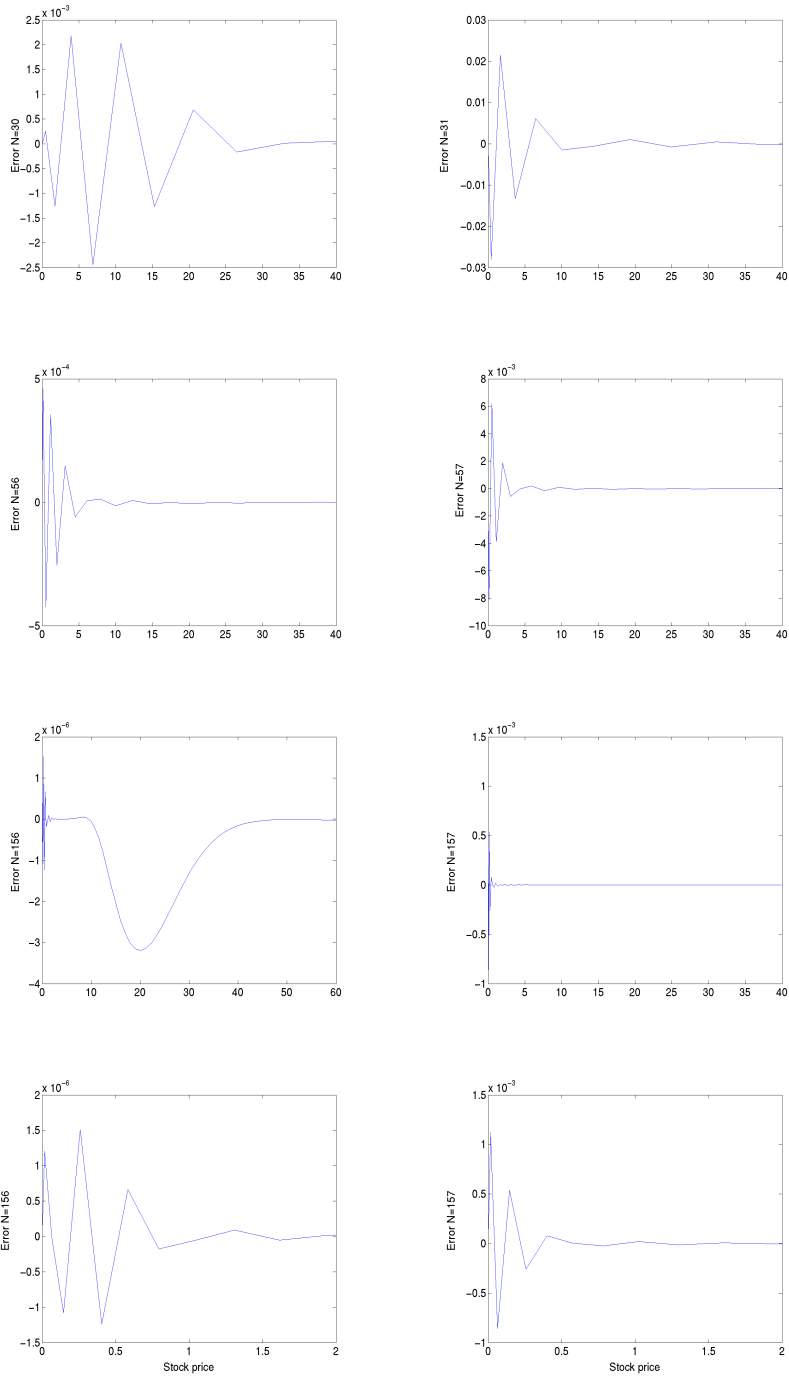 x 10−3
2.5
2
1.5
1
0.5
0
−0.5
−1
−1.5
−2
−2.5
Error N=30
0 5 10 15 20 25 30 35 40
0.03
0.02
0.01
0
−0.01
−0.02
−0.03
Error N=31
0 5 10 15 20 25 30 35 40
x 10−4
5
0
−5
Error N=56
0 5 10 15 20 25 30 35 40
x 10−3
8
6
4
2
0
−2
−4
−6
−8
−10
Error N=57
0 5 10 15 20 25 30 35 40
x 10−6
2
1
0
−1
−2
−3
−4
Error N=156
0 10 20 30 40 50 60
x 10−3
1.5
1
0.5
0
−0.5
−1
Error N=157
0 5 10 15 20 25 30 35 40
x 10−6
2
1.5
1
0.5
0
−0.5
−1
−1.5
Error N=156
0 0.5 1 1.5 2
Stock price
x 10−3
1.5
1
0.5
0
−0.5
−1
Error N=157
0 0.5 1 1.5 2
Stock price